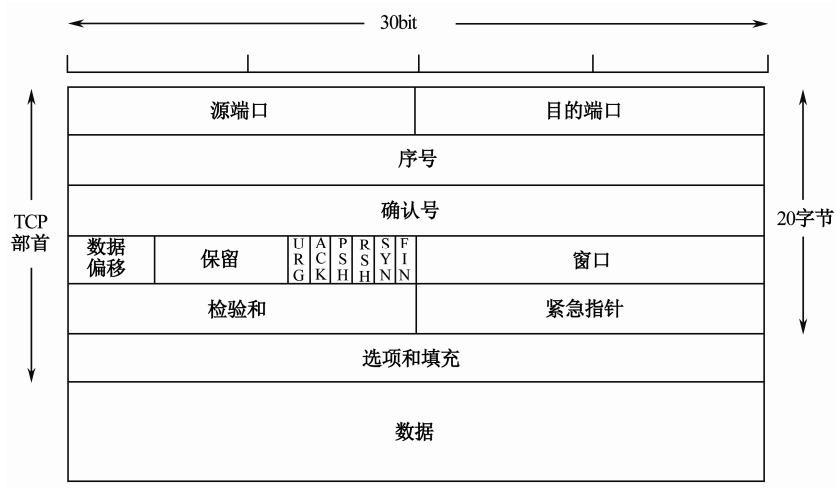 30bit
源端口 目的端口
序号
确认号
TCP
部首
20字节
数据
偏移
保留
URG
ACK
PSH
RSH
SYN
FIN
窗口
检验和 紧急指针
选项和填充
数据